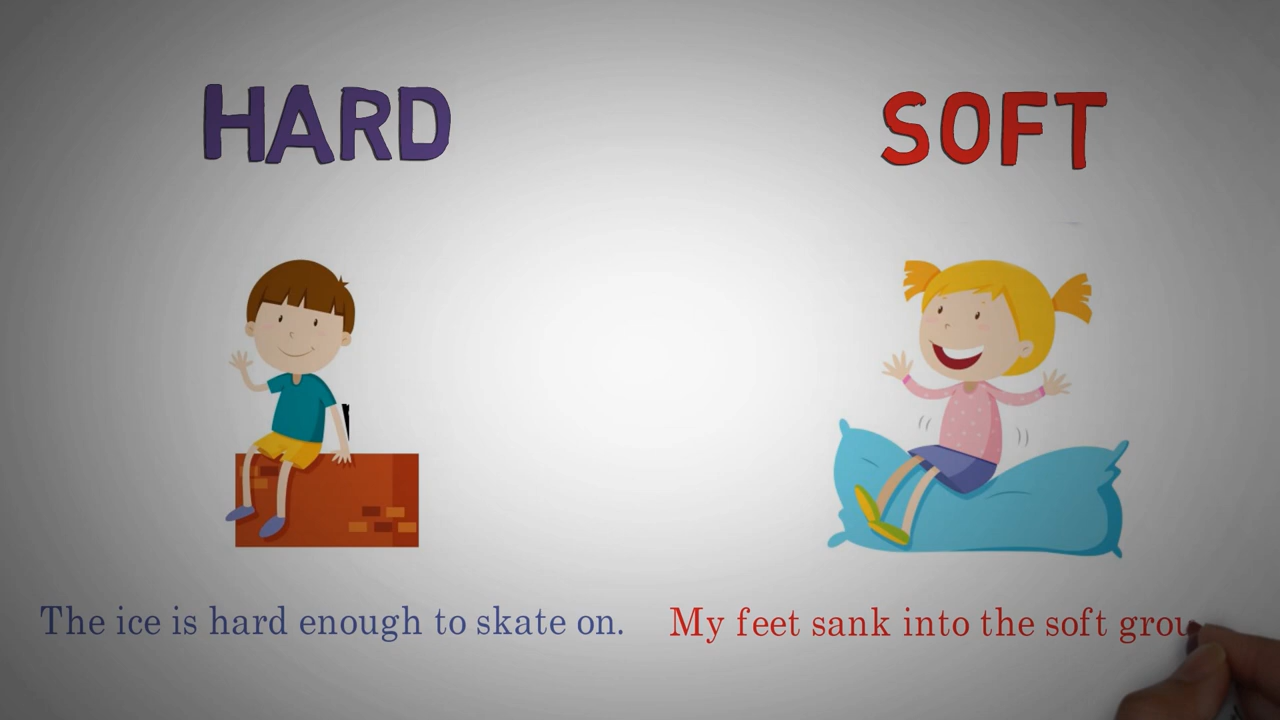 HARD
SOFT
The ice is hard enough to skate on.
My feet sank into the soft grou